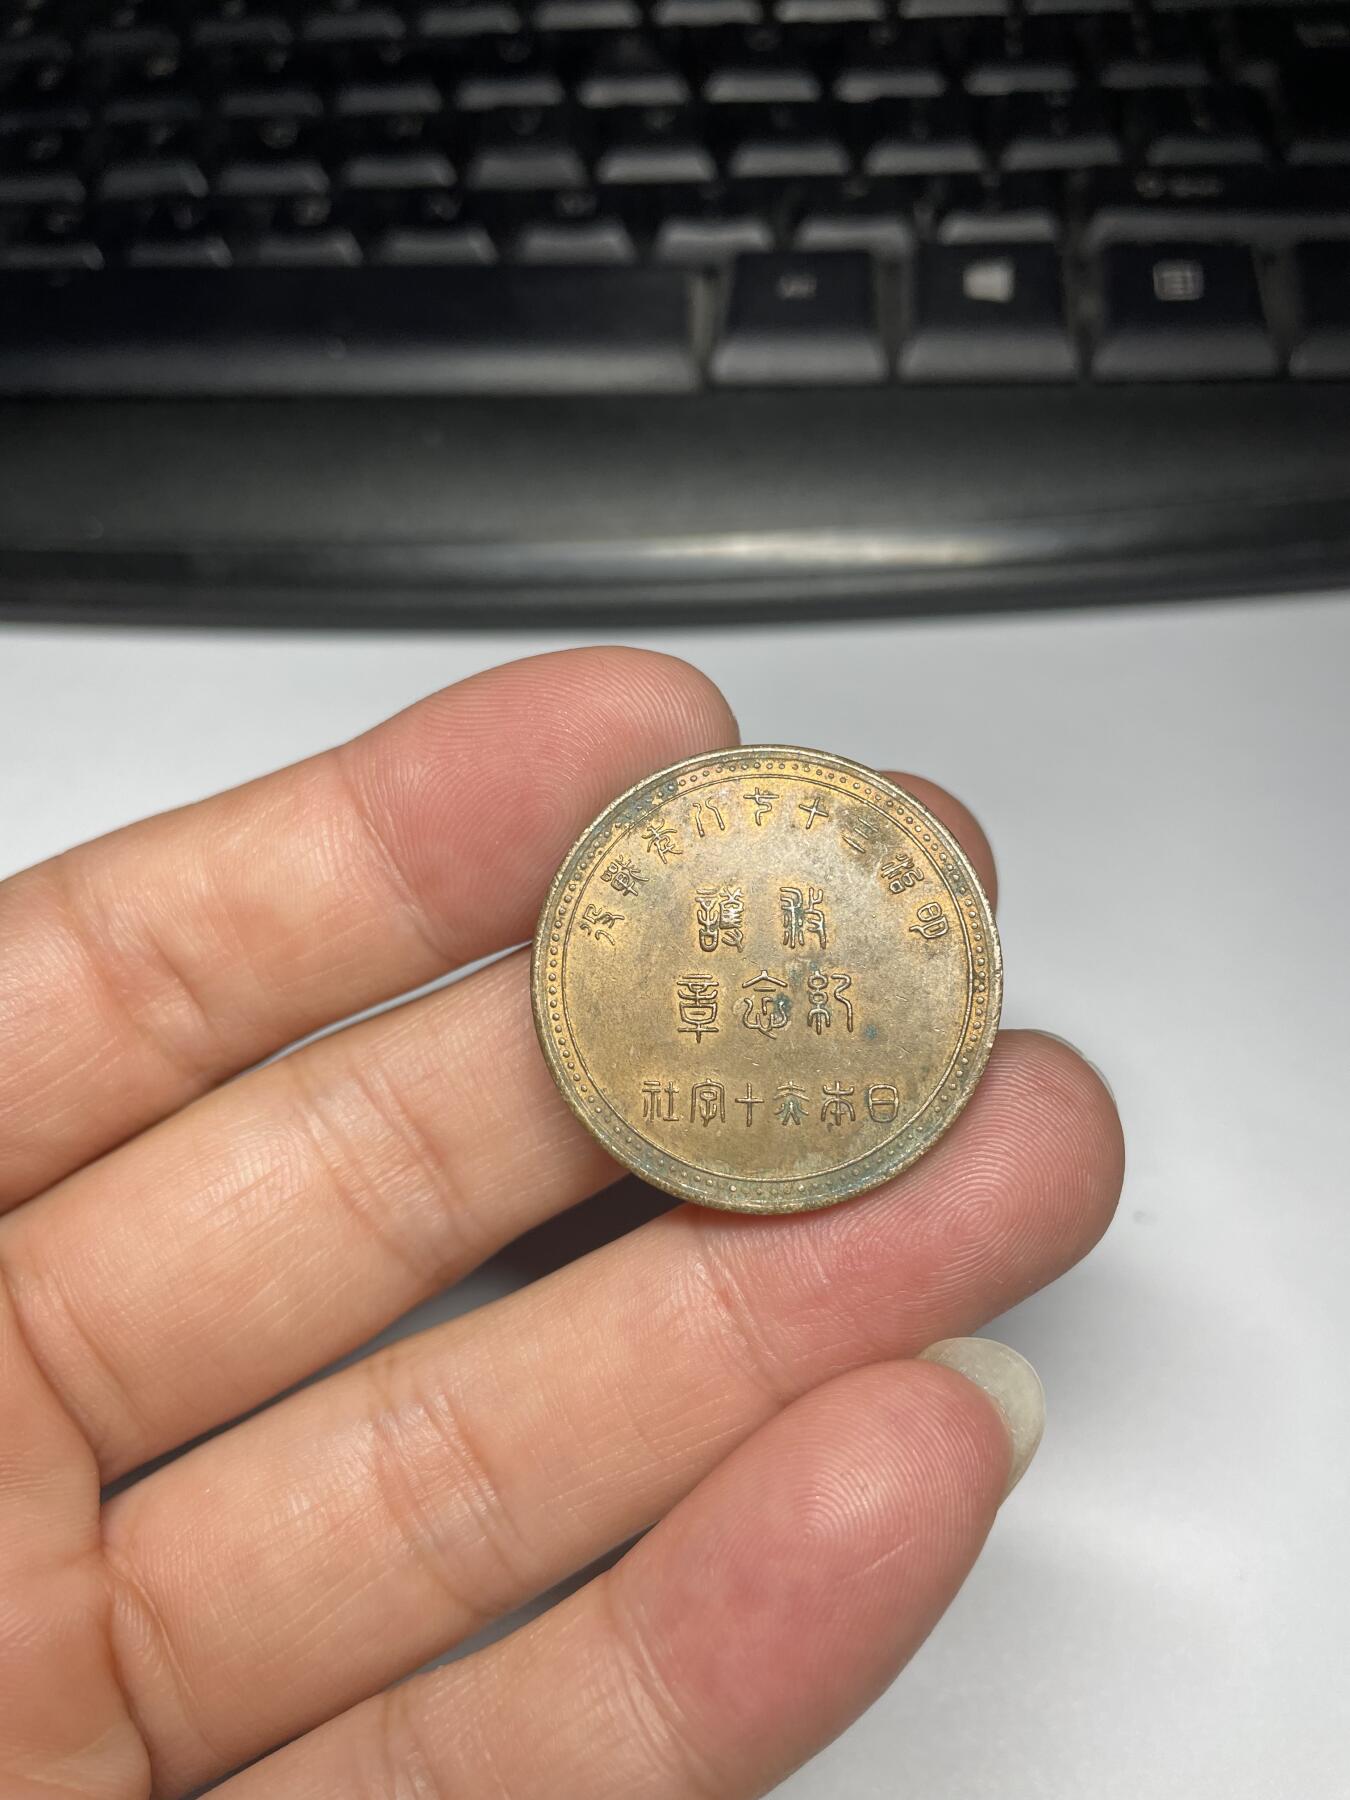 明治三十七八年戰役
救護
紀念章
日本赤十字社